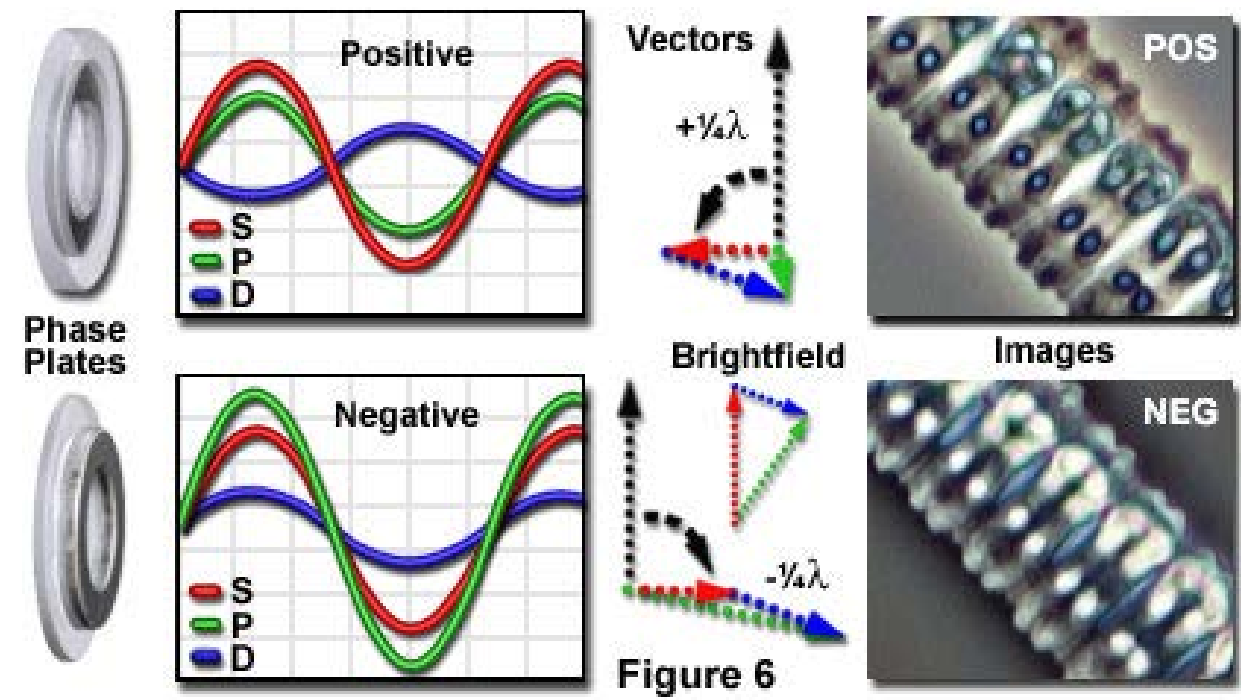 Positive
S
P
D
Vectors
+¼λ
POS
Phase
Plates
Brightfield
Images
Negative
S
P
D
-¼λ
NEG
Figure 6